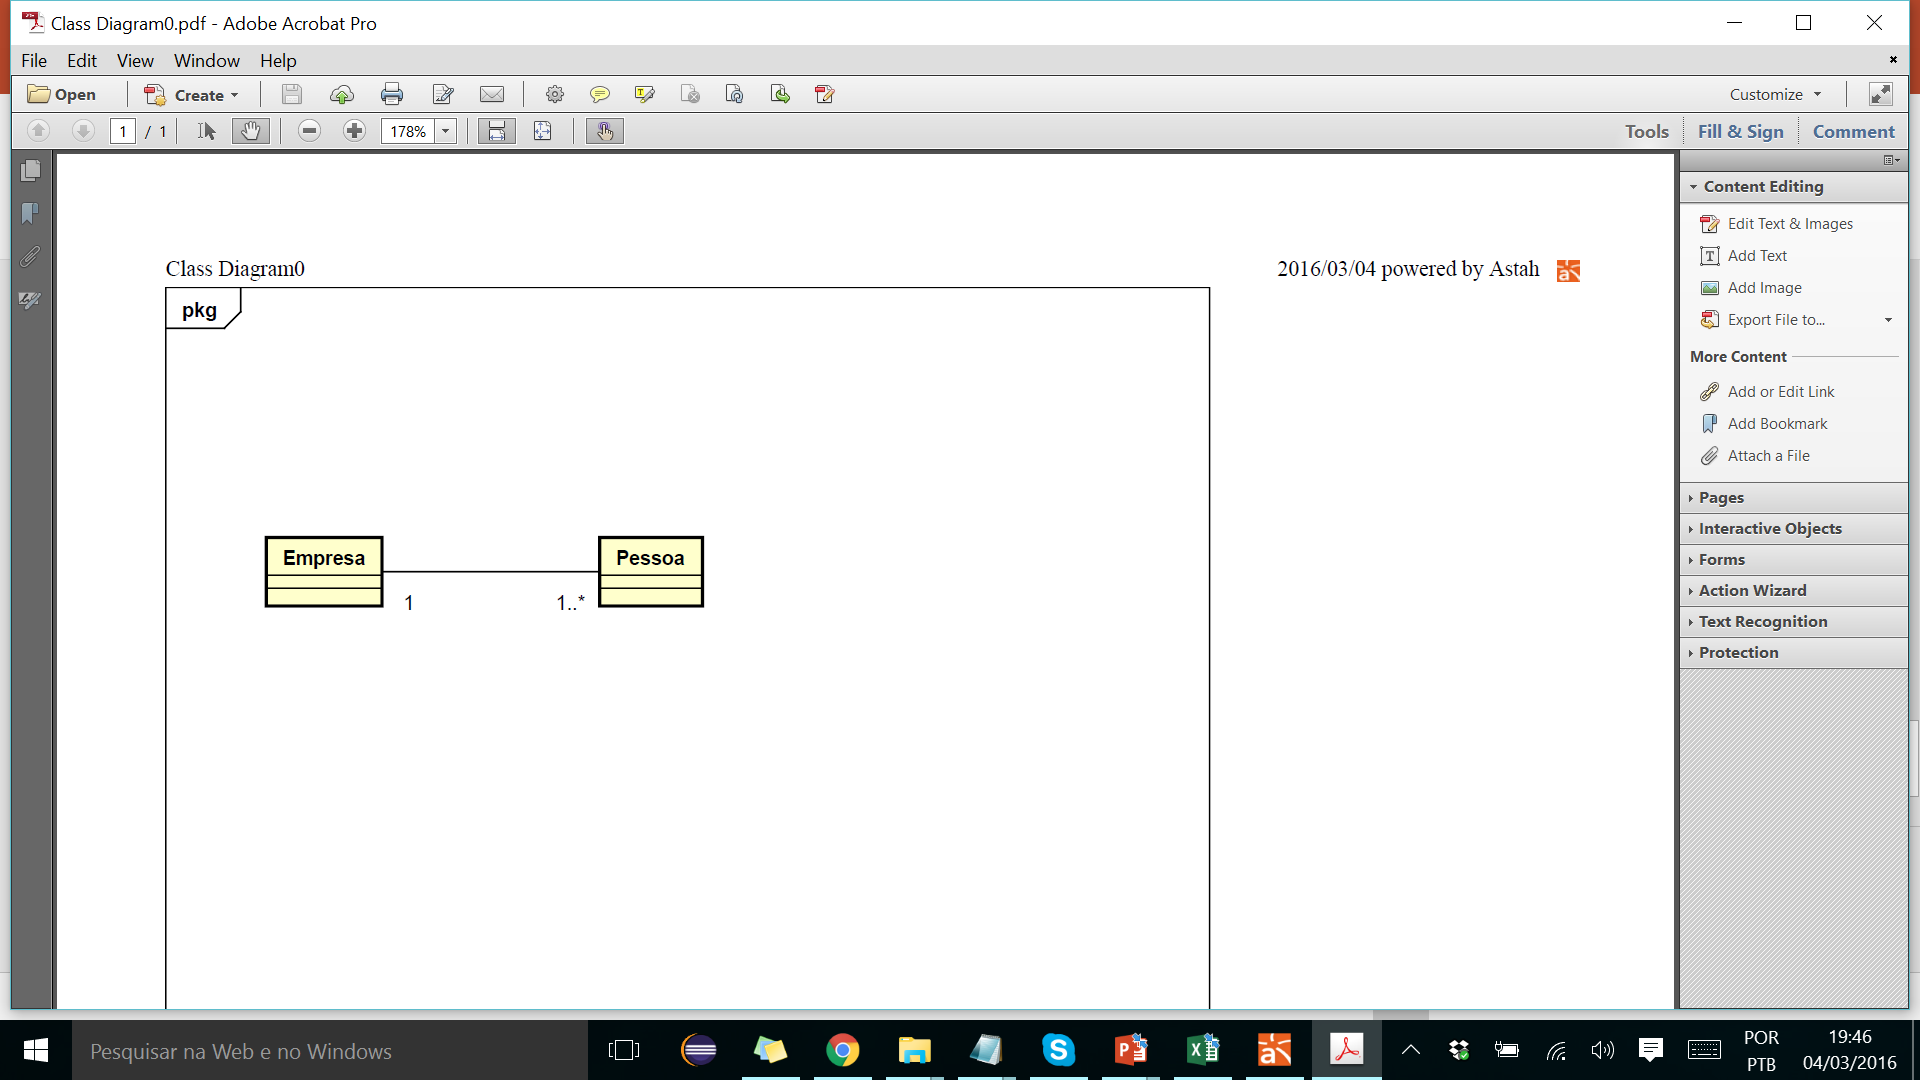 Class Diagram0.pdf - Adobe Acrobat Pro
File Edit View Window Help
Open Create Customize
1 / 1 178% Tools Fill & Sign Comment
Content Editing
Edit Text & Images
Add Text
Add Image
Export File to...
More Content
Add or Edit Link
Add Bookmark
Attach a File
Pages
Interactive Objects
Forms
Action Wizard
Text Recognition
Protection
Class Diagram0 2016/03/04 powered by Astah
pkg
Empresa Pessoa
1 1..*
Pesquisar na Web e no Windows
POR
PTB
19:46
04/03/2016